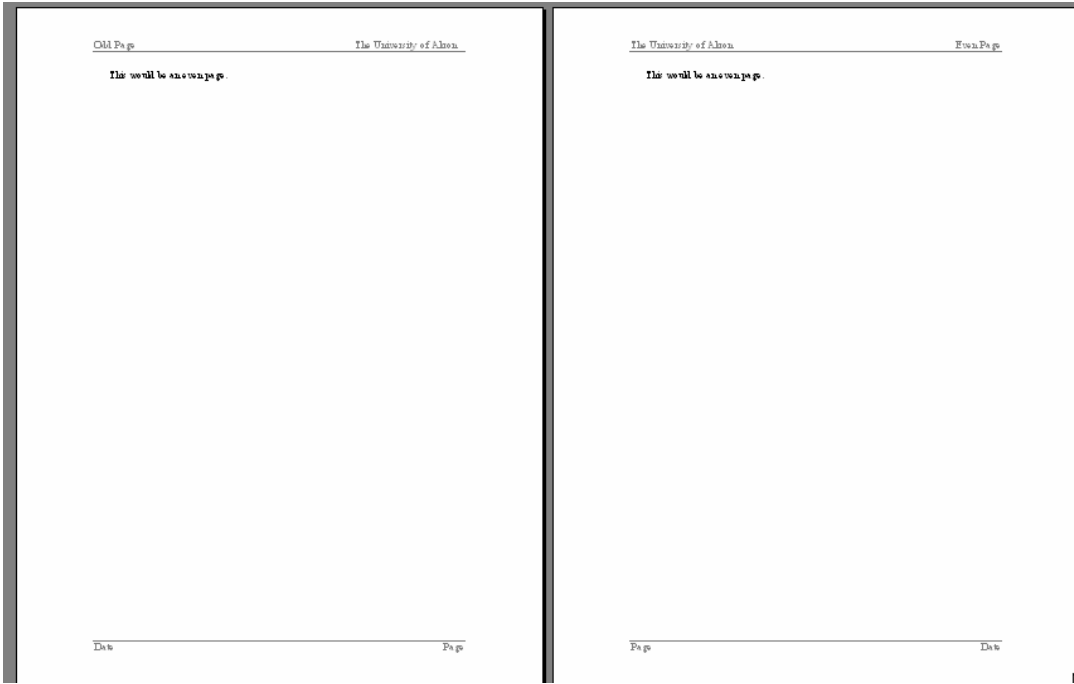 Odd Page The University of Akron
This would be an even page.
Date Page
The University of Akron Even Page
This would be an even page.
Page Date